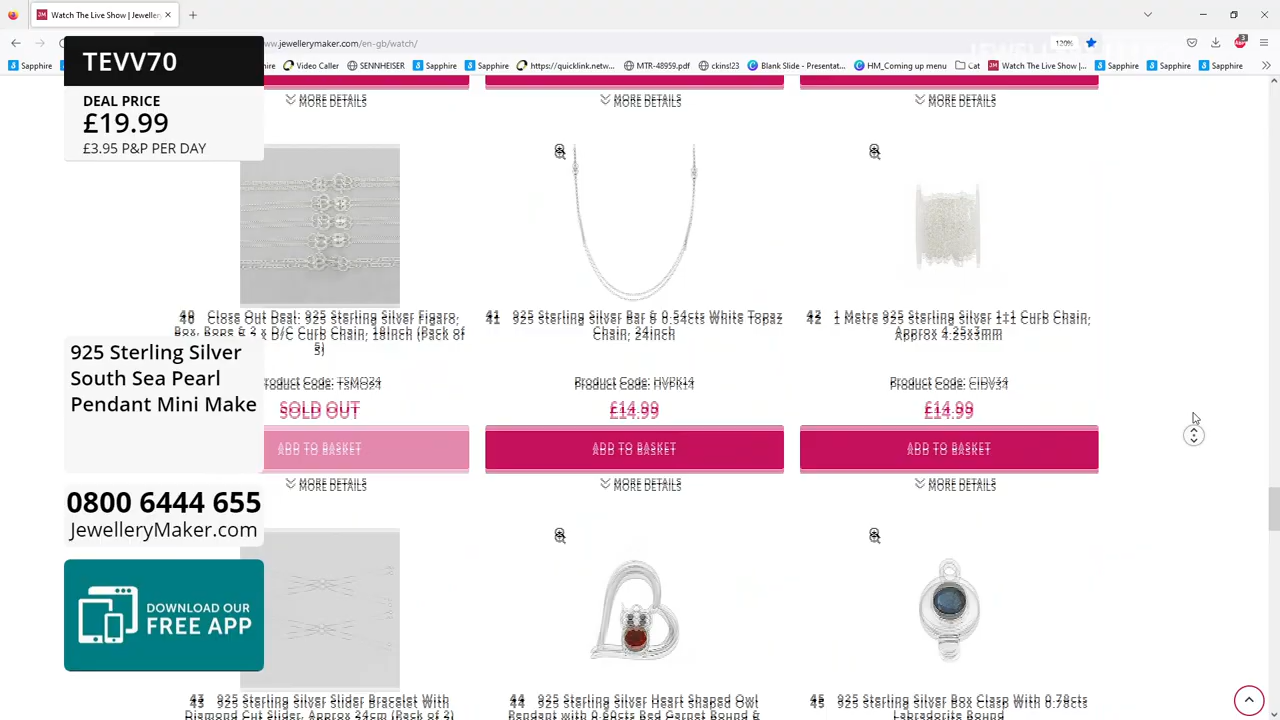 Watch The Live Show | Jeweller
ww.jewellerymaker.com/en-gb/watch/
120%
Sapphire
Video Caller
SENNHEISER
Sapphire
Sapphire
https://quicklink.netw...
MTR-48959.pdf
ckins!23
Blank Slide - Presentat...
HM_Coming up menu
Cat
Watch The Live Show |...
Sapphire
Sapphire
Sapphire
TEVV70
DEAL PRICE
£19.99
£3.95 P&P PER DAY
MORE DETAILS
MORE DETAILS
MORE DETAILS
40 Close Out Deal: 925 Sterling Silver Figaro,
Box, Rope & 2 x D/C Curb Chain, 18Inch (Pack of
5)
Product Code: TSMO24
SOLD OUT
ADD TO BASKET
MORE DETAILS
41 925 Sterling Silver Bar & 0.54cts White Topaz
Chain, 24inch
Product Code: HVPR14
£14.99
ADD TO BASKET
MORE DETAILS
42 1 Metre 925 Sterling Silver 1+1 Curb Chain,
Approx 4.25x3mm
Product Code: CIDV34
£14.99
ADD TO BASKET
MORE DETAILS
925 Sterling Silver
South Sea Pearl
Pendant Mini Make
0800 6444 655
JewelleryMaker.com
DOWNLOAD OUR
FREE APP
43 925 Sterling Silver Slider Bracelet With
Diamond Cut Slider, Approx 24cm (Pack of 2)
44 925 Sterling Silver Heart Shaped Owl
Pendant with 0.60cts Red Garnet Round &
45 925 Sterling Silver Box Clasp With 0.78cts
Labradorite Round